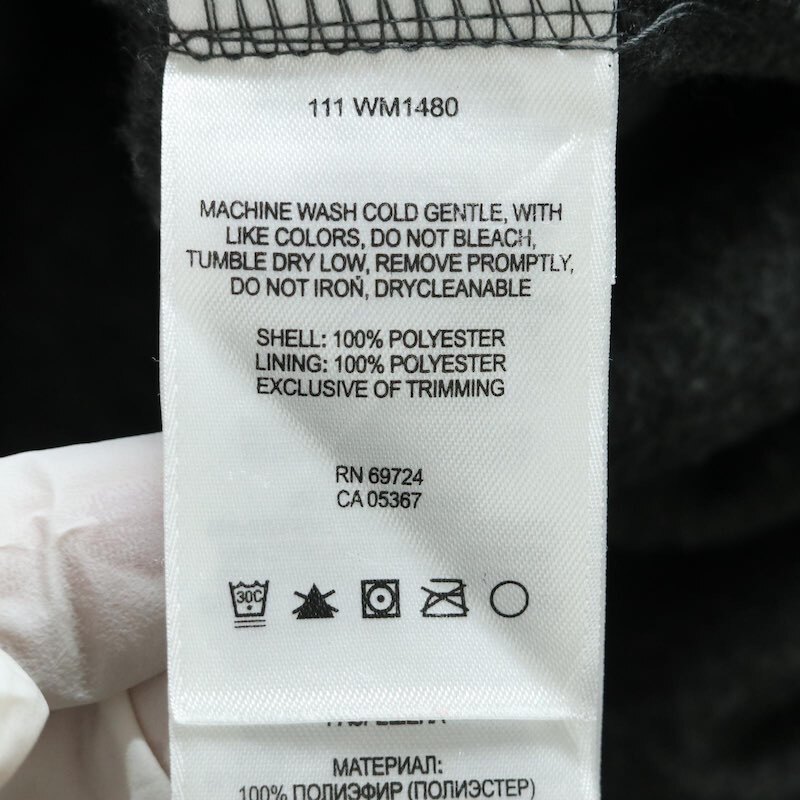 111 WM1480
MACHINE WASH COLD GENTLE, WITH
LIKE COLORS, DO NOT BLEACH,
TUMBLE DRY LOW, REMOVE PROMPTLY,
DO NOT IRON, DRYCLEANABLE
SHELL: 100% POLYESTER
LINING: 100% POLYESTER
EXCLUSIVE OF TRIMMING
RN 69724
CA 05367
30C
МАТЕРИАЛ:
100% ПОЛИЭФИР (ПОЛИЭСТЕР)